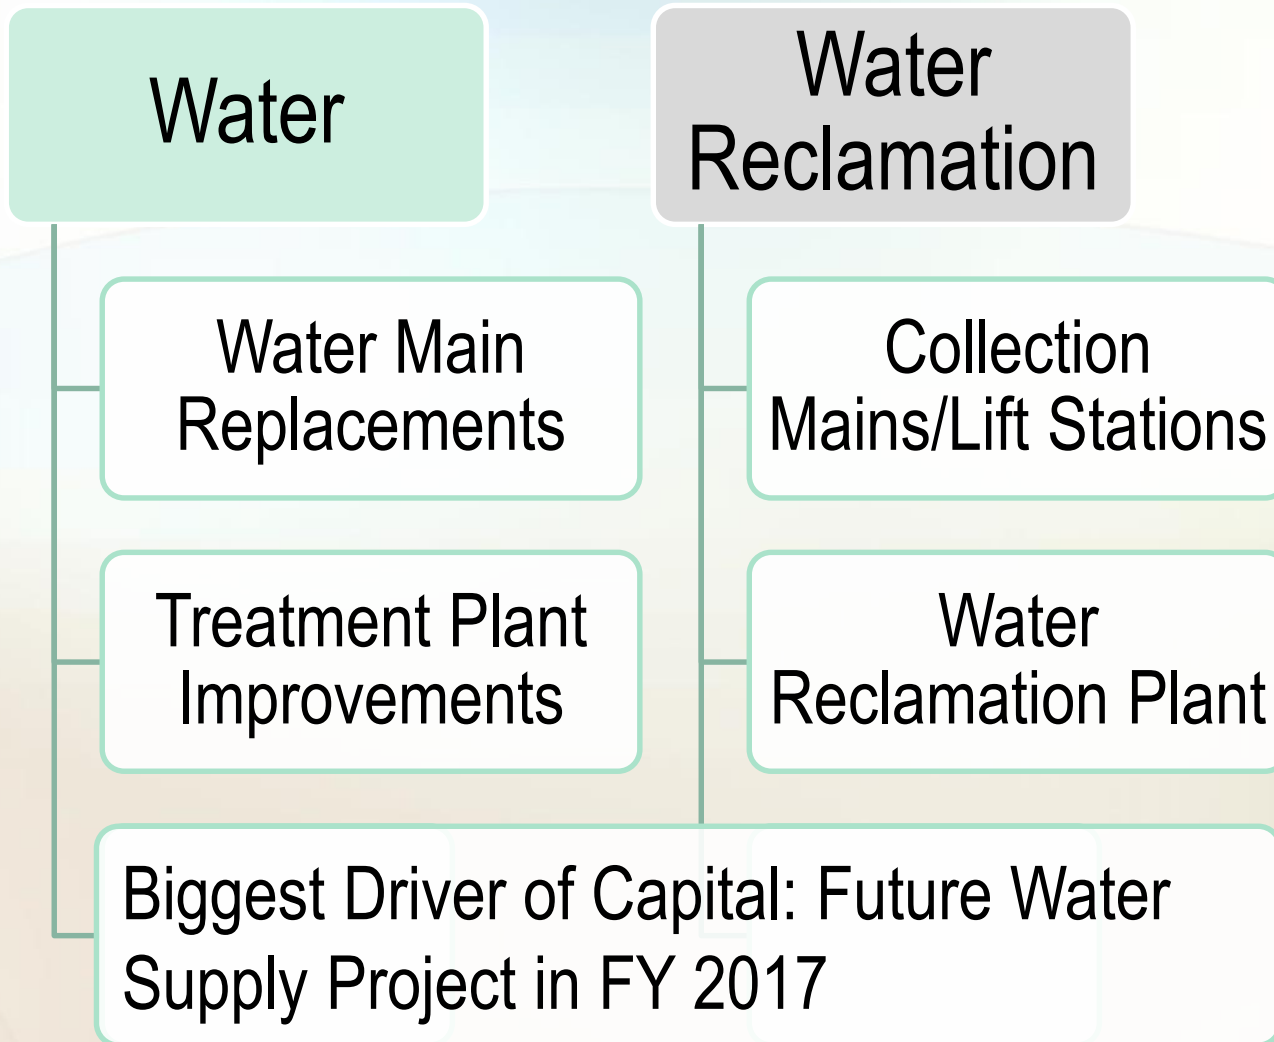 Water
Water Main
Replacements
Treatment Plant
Improvements
Water
Reclamation
Collection
Mains/Lift Stations
Water
Reclamation Plant
Biggest Driver of Capital: Future Water
Supply Project in FY 2017